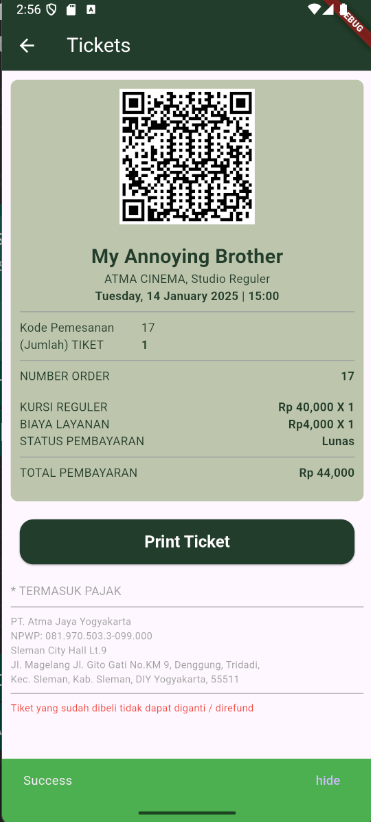 2:56
DEBUG
Tickets
My Annoying Brother
ATMA CINEMA, Studio Reguler
Tuesday, 14 January 2025 | 15:00
Kode Pemesanan 17
(Jumlah) TIKET 1
NUMBER ORDER 17
KURSI REGULER Rp 40,000 X 1
BIAYA LAYANAN Rp4,000 X 1
STATUS PEMBAYARAN Lunas
TOTAL PEMBAYARAN Rp 44,000
Print Ticket
* TERMASUK PAJAK
PT. Atma Jaya Yogyakarta
NPWP: 081.970.503.3-099.000
Sleman City Hall Lt.9
Jl. Magelang Jl. Gito Gati No.KM 9, Denggung, Tridadi,
Kec. Sleman, Kab. Sleman, DIY Yogyakarta, 55511
Tiket yang sudah dibeli tidak dapat diganti / direfund
Success hide